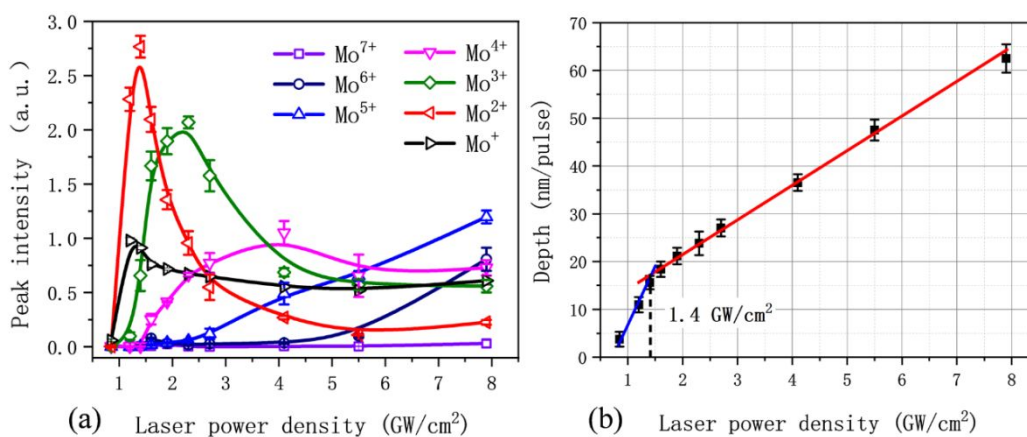 Peak intensity (a.u.)
3.0
2.5
2.0
1.5
1.0
0.5
0.0
Mo⁷⁺
Mo⁶⁺
Mo⁵⁺
Mo⁴⁺
Mo³⁺
Mo²⁺
Mo⁺
1 2 3 4 5 6 7 8
(a) Laser power density (GW/cm²)
Depth (nm/pulse)
70
60
50
40
30
20
10
0
1.4 GW/cm²
1 2 3 4 5 6 7 8
(b) Laser power density (GW/cm²)